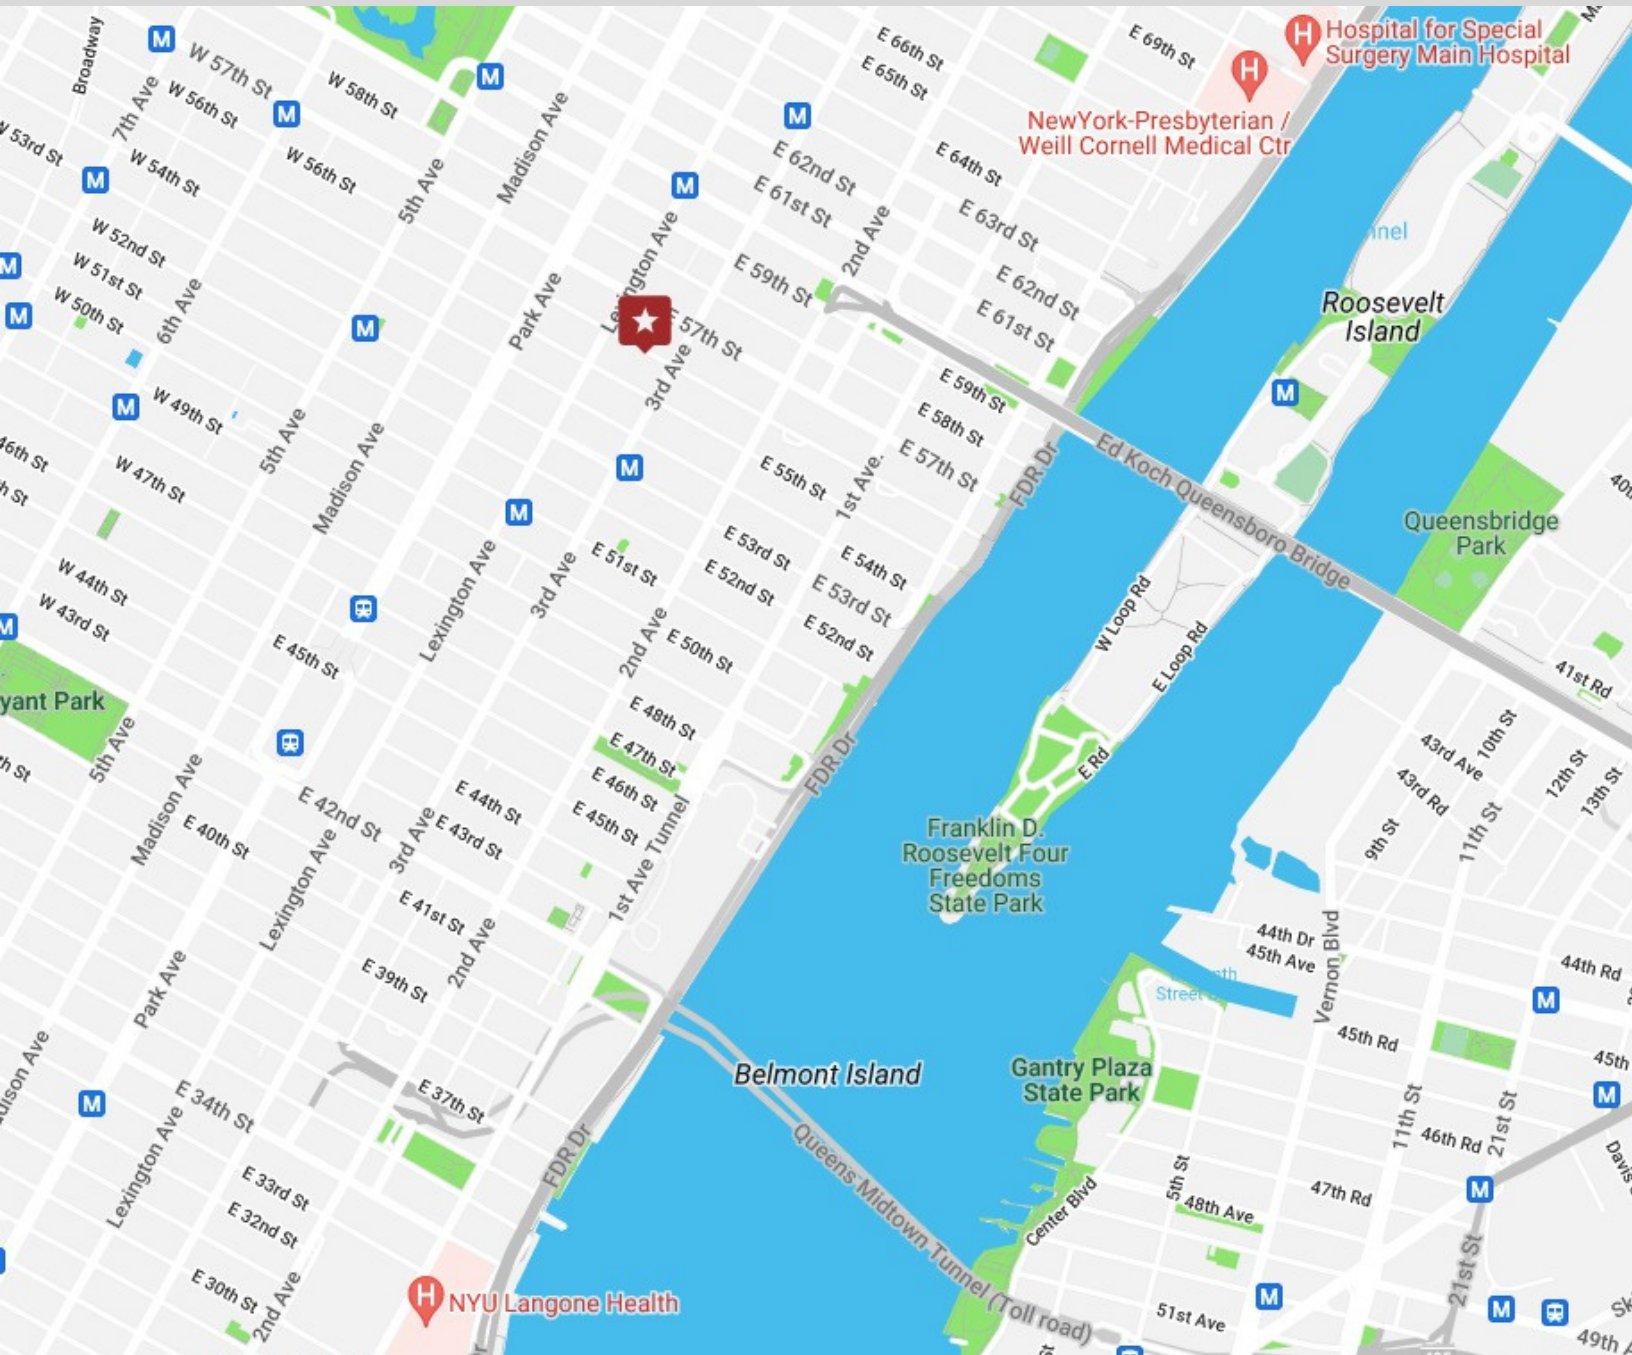 Broadway
W 57th St
W 58th St
7th Ave
W 56th St
W 53rd St
W 54th St
W 56th St
Madison Ave
5th Ave
E 66th St
E 65th St
E 69th St
Hospital for Special
Surgery Main Hospital
NewYork-Presbyterian /
Weill Cornell Medical Ctr
E 62nd St
E 64th St
E 61st St
E 63rd St
2nd Ave
E 59th St
E 62nd St
E 61st St
W 52nd St
W 51st St
W 50th St
6th Ave
Park Ave
Lexington Ave
57th St
3rd Ave
nnel
Roosevelt
Island
W 49th St
5th Ave
Madison Ave
46th St
W 47th St
E 59th St
E 58th St
E 57th St
E 55th St
1st Ave.
FDR Dr
Ed Koch Queensboro Bridge
Queensbridge
Park
W 44th St
W 43rd St
E 45th St
Lexington Ave
3rd Ave
E 51st St
E 53rd St
E 52nd St
E 54th St
E 53rd St
E 52nd St
2nd Ave
E 50th St
W Loop Rd
E Loop Rd
41st Rd
yant Park
5th Ave
Madison Ave
E 48th St
E 47th St
E 46th St
E 45th St
FDR Dr
E Rd
10th St
43rd Ave
43rd Rd
12th St
13th St
9th St
11th St
E 42nd St
E 44th St
E 43rd St
E 40th St
3rd Ave
Lexington Ave
1st Ave Tunnel
Franklin D.
Roosevelt Four
Freedoms
State Park
E 41st St
2nd Ave
E 39th St
Park Ave
44th Dr
45th Ave
Vernon Blvd
44th Rd
45th Rd
45th
Belmont Island
Gantry Plaza
State Park
E 34th St
E 37th St
Lexington Ave
11th St
21st St
46th Rd
Davis
FDR Dr
Queens Midtown Tunnel (Toll road)
E 33rd St
E 32nd St
E 30th St
2nd Ave
5th St
48th Ave
47th Rd
Center Blvd
21st St
NYU Langone Health
51st Ave
49th A